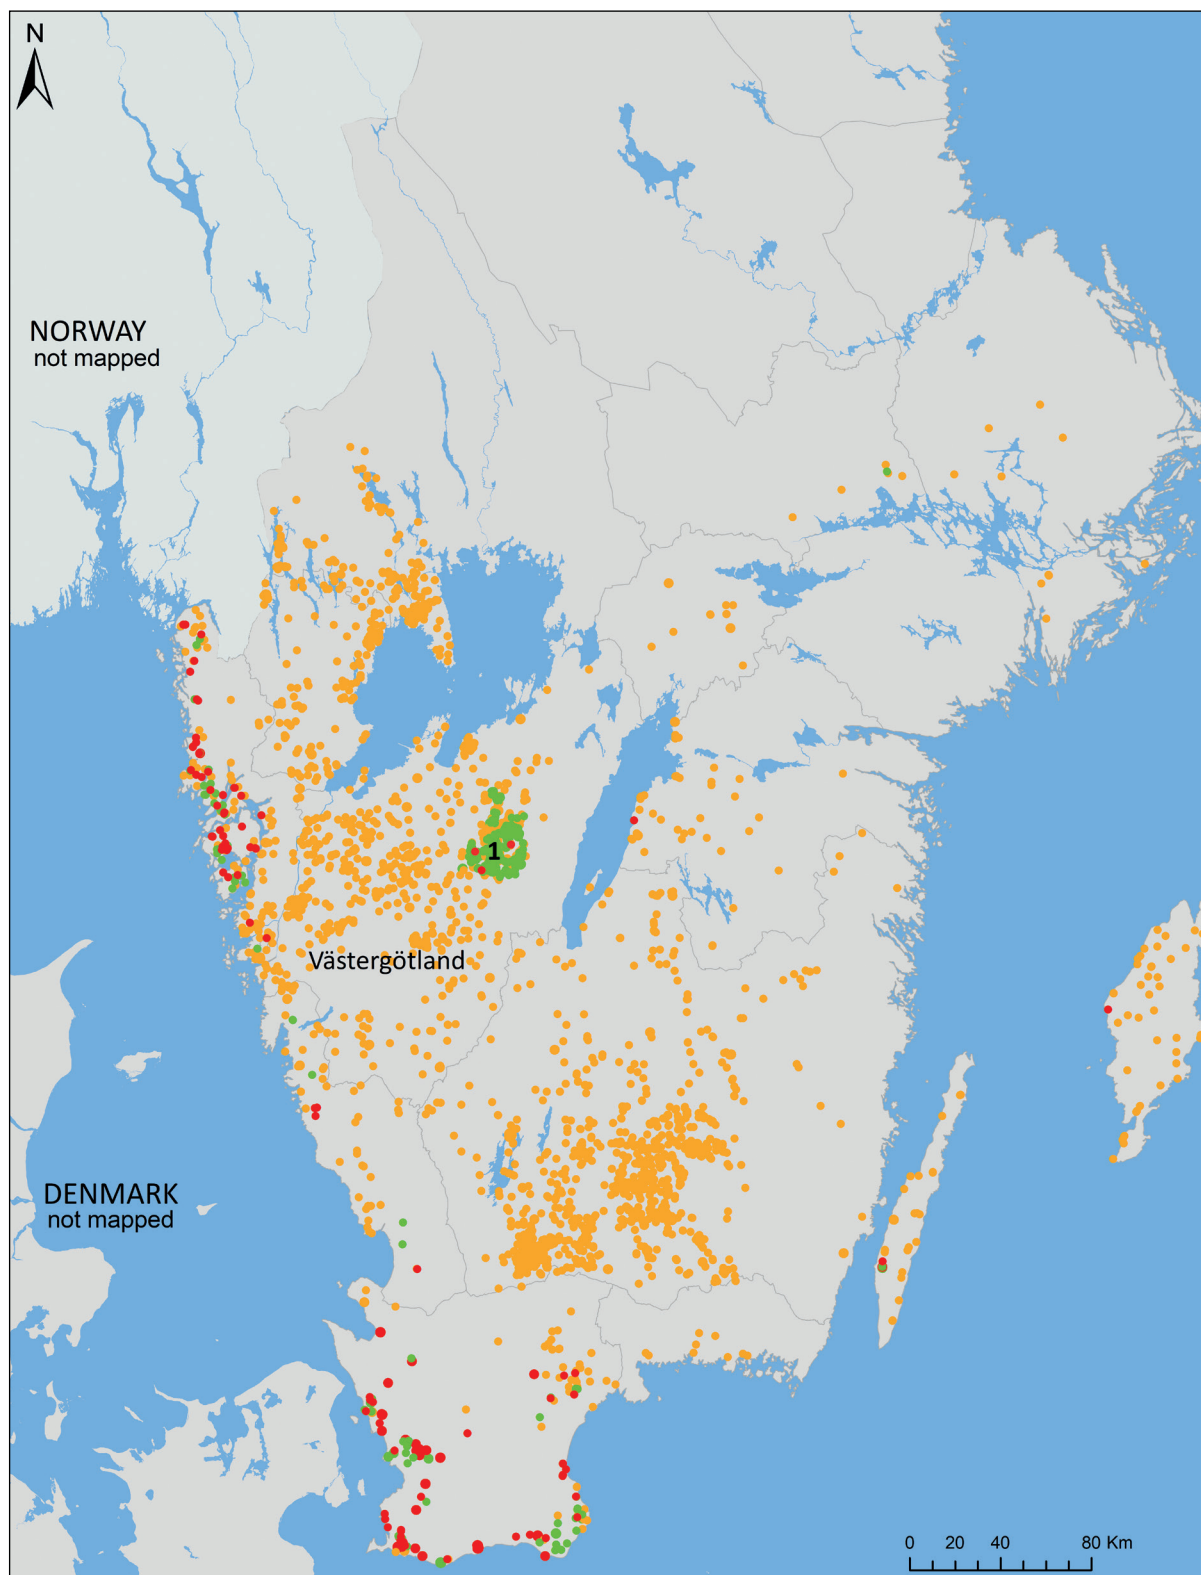 N
NORWAY
not mapped
1
Västergötland
DENMARK
not mapped
0 20 40 80 Km